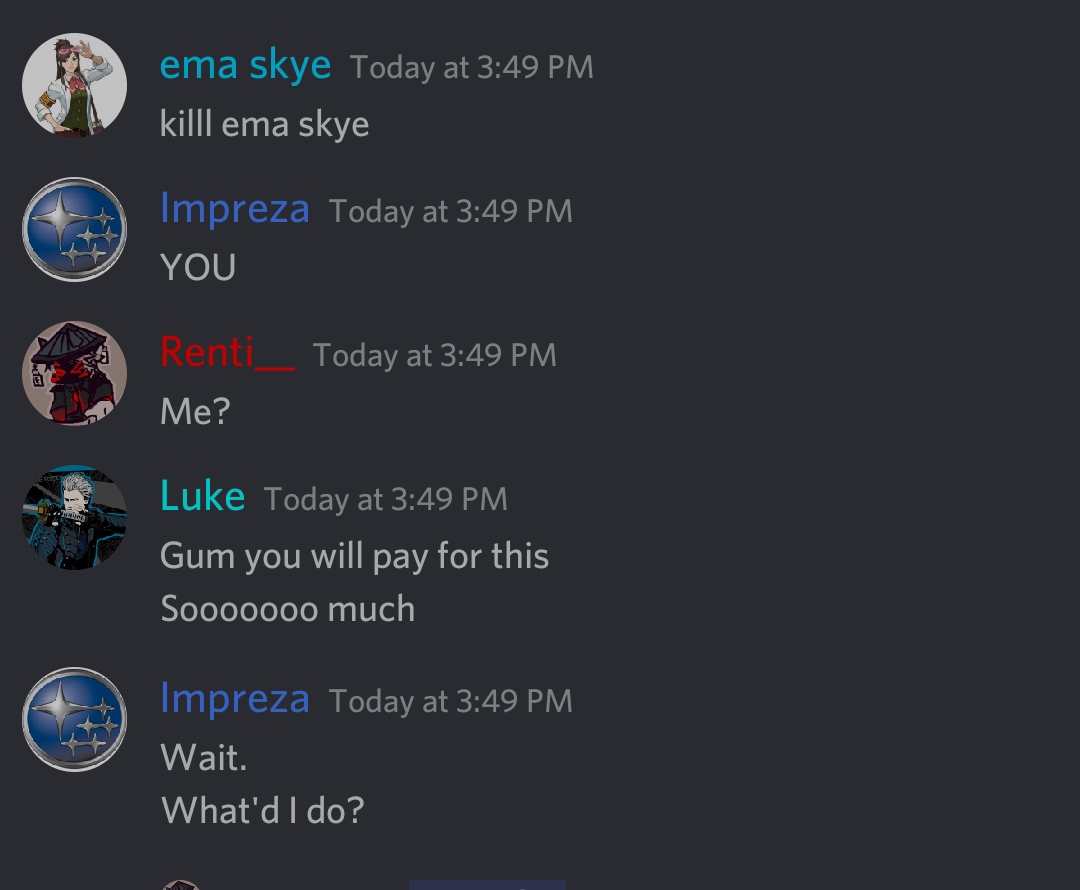 ema skye Today at 3:49 PM
killl ema skye
Impreza Today at 3:49 PM
YOU
Renti__ Today at 3:49 PM
Me?
Luke Today at 3:49 PM
Gum you will pay for this
Sooooooo much
Impreza Today at 3:49 PM
Wait.
What'd I do?